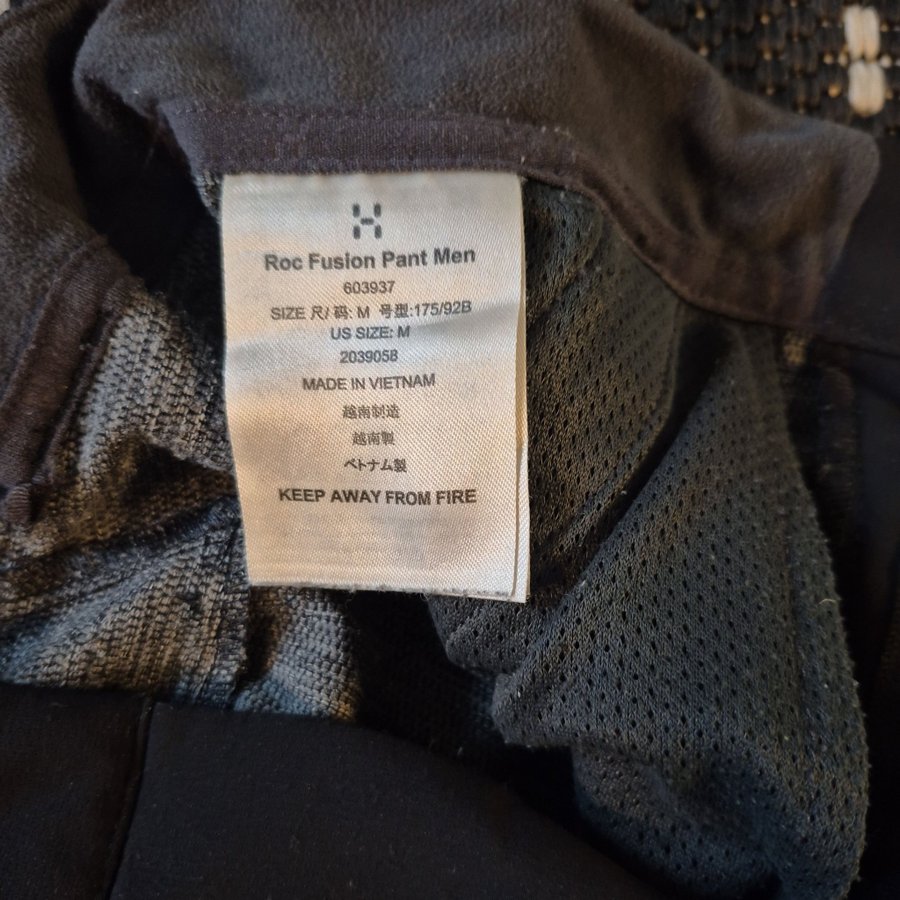 Roc Fusion Pant Men
603937
SIZE 尺/ 码: M 号型:175/92B
US SIZE: M
2039058
MADE IN VIETNAM
越南制造
越南製
ベトナム製
KEEP AWAY FROM FIRE